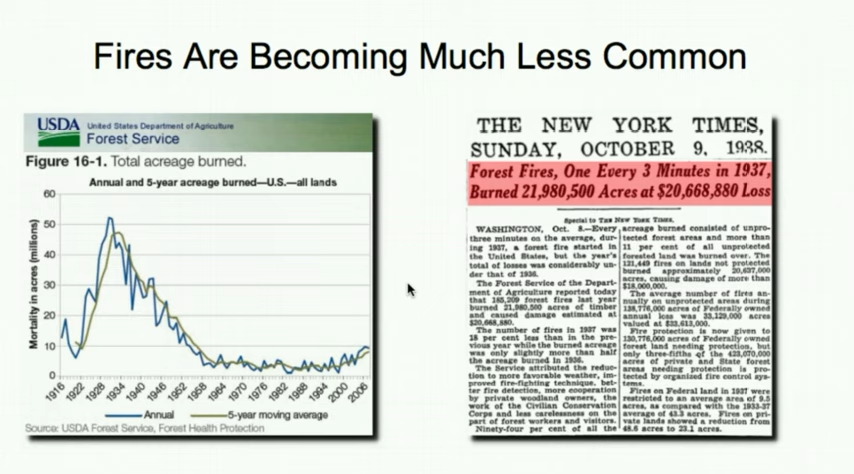 Fires Are Becoming Much Less Common
USDA
United States Department of Agriculture
Forest Service
Figure 16-1. Total acreage burned.
Annual and 5-year acreage burned—U.S.—all lands
Mortality in acres (millions)
60
50
40
30
20
10
0
1916
1922
1928
1934
1940
1946
1952
1958
1964
1970
1976
1982
1988
1994
2000
2006
Annual
5-year moving average
Source: USDA Forest Service, Forest Health Protection
THE NEW YORK TIMES,
SUNDAY, OCTOBER 9, 1938.
Forest Fires, One Every 3 Minutes in 1937,
Burned 21,980,500 Acres at $20,668,880 Loss
Special to THE NEW YORK TIMES.
WASHINGTON, Oct. 8.—Every
three minutes on the average, dur-
ing 1937, a forest fire started in
the United States, but the year's
total of losses was considerably un-
der that of 1936.
The Forest Service of the Depart-
ment of Agriculture reported today
that 185,209 forest fires last year
burned 21,980,500 acres of timber
and caused damage estimated at
$20,668,880.
The number of fires in 1937 was
18 per cent less than in the pre-
vious year while the burned acreage
was only slightly more than half
the acreage burned in 1936.
The Service attributed the reduc-
tion to more favorable weather, im-
proved fire-fighting technique, bet-
ter fire detection, more cooperation
by private woodland owners, the
work of the Civilian Conservation
Corps and less carelessness on the
part of forest workers and visitors.
Ninety-four per cent of all the
acreage burned consisted of unpro-
tected forest areas and more than
11 per cent of all unprotected
forested land was burned over. The
121,449 fires on lands not protected
burned approximately 20,637,000
acres, causing damage of more than
$18,000,000.
The average number of fires an-
nually on unprotected areas during
138,776,000 acres of Federally owned
annual loss was 33,129,000 acres
valued at $33,613,000.
Fire protection is now given to
130,776,000 acres of Federally owned
forest land needing protection, but
only three-fifths of the 423,070,000
acres of private and State forest
areas needing protection is pro-
tected by organized fire control sys-
tems.
Fires on Federal land in 1937 were
restricted to an average area of 9.5
acres, as compared with the 1933-37
average of 43.3 acres. Fires on pri-
vate lands showed a reduction from
48.6 acres to 23.1 acres.